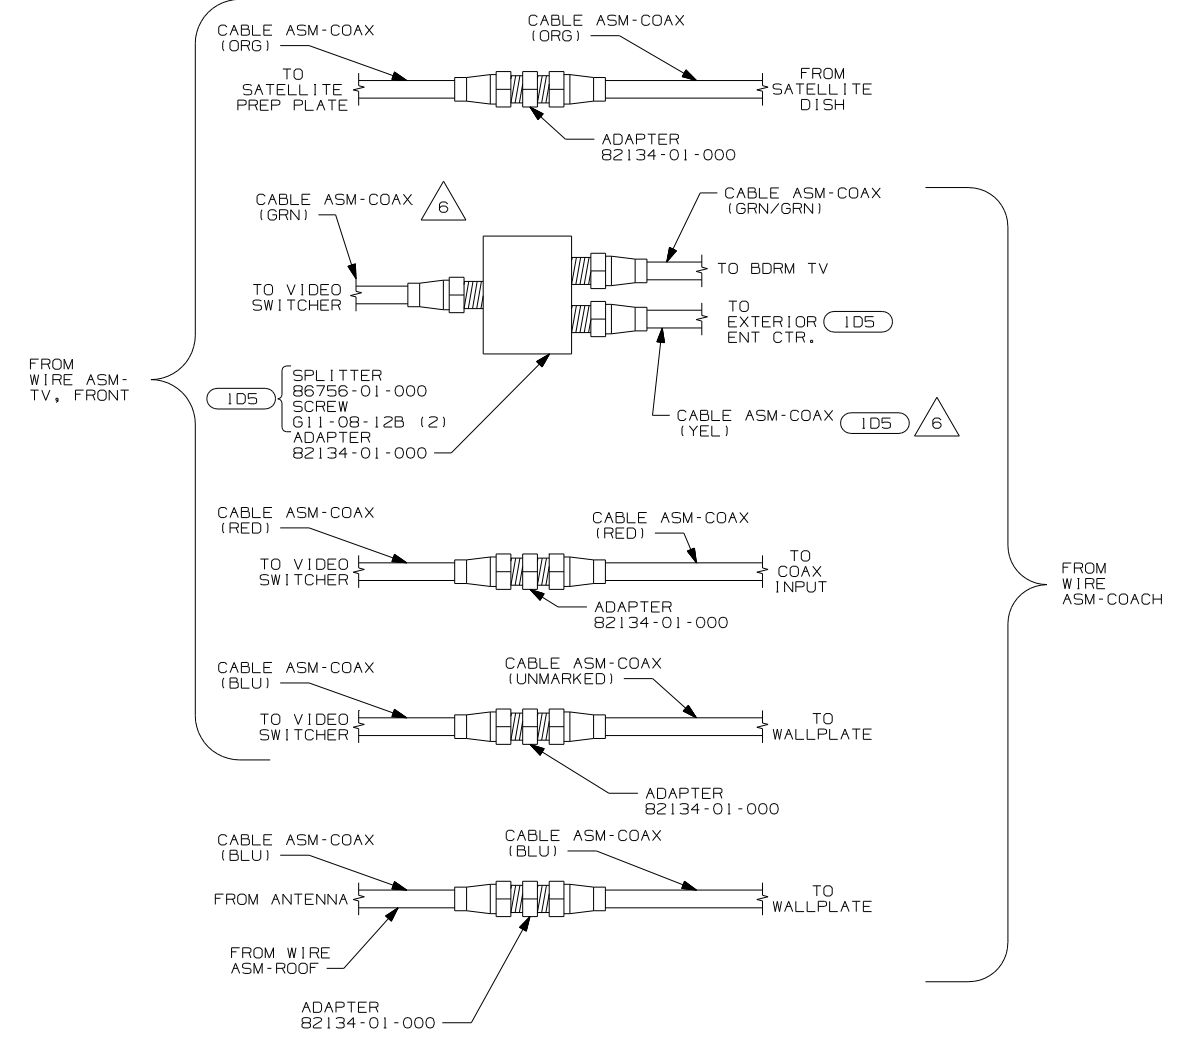 CABLE ASM-COAX
(ORG)
CABLE ASM-COAX
(ORG)
TO
SATELLITE
PREP PLATE
FROM
SATELLITE
DISH
ADAPTER
82134-01-000
CABLE ASM-COAX
(GRN)
6
CABLE ASM-COAX
(GRN/GRN)
TO VIDEO
SWITCHER
TO BDRM TV
TO
EXTERIOR
ENT CTR.
1D5
FROM
WIRE ASM-
TV, FRONT
1D5
SPLITTER
86756-01-000
SCREW
G11-08-12B (2)
ADAPTER
82134-01-000
CABLE ASM-COAX
(YEL)
1D5
6
CABLE ASM-COAX
(RED)
CABLE ASM-COAX
(RED)
TO VIDEO
SWITCHER
TO
COAX
INPUT
ADAPTER
82134-01-000
FROM
WIRE
ASM-COACH
CABLE ASM-COAX
(BLU)
CABLE ASM-COAX
(UNMARKED)
TO VIDEO
SWITCHER
TO
WALLPLATE
ADAPTER
82134-01-000
CABLE ASM-COAX
(BLU)
CABLE ASM-COAX
(BLU)
FROM ANTENNA
TO
WALLPLATE
FROM WIRE
ASM-ROOF
ADAPTER
82134-01-000